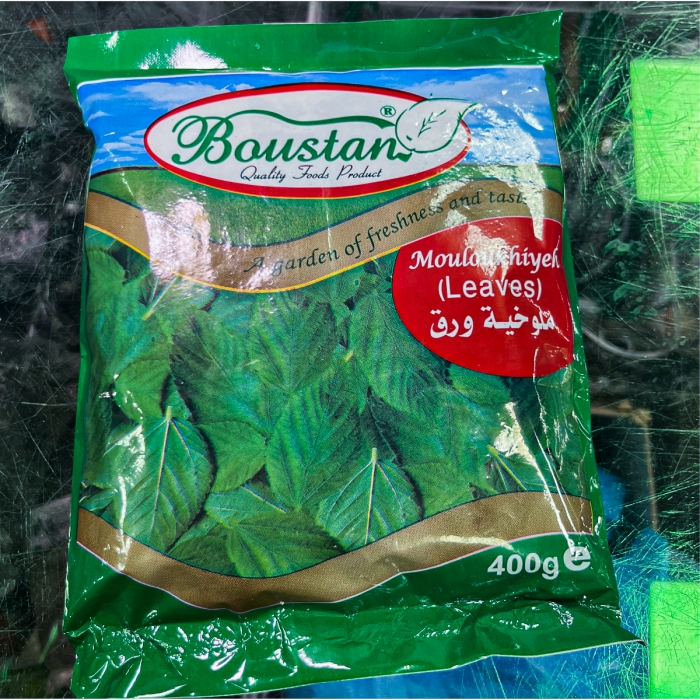 Boustan®
Quality Foods Product
A garden of freshness and taste
Mouloukhiyeh
(Leaves)
ملوخية ورق
400g ℮